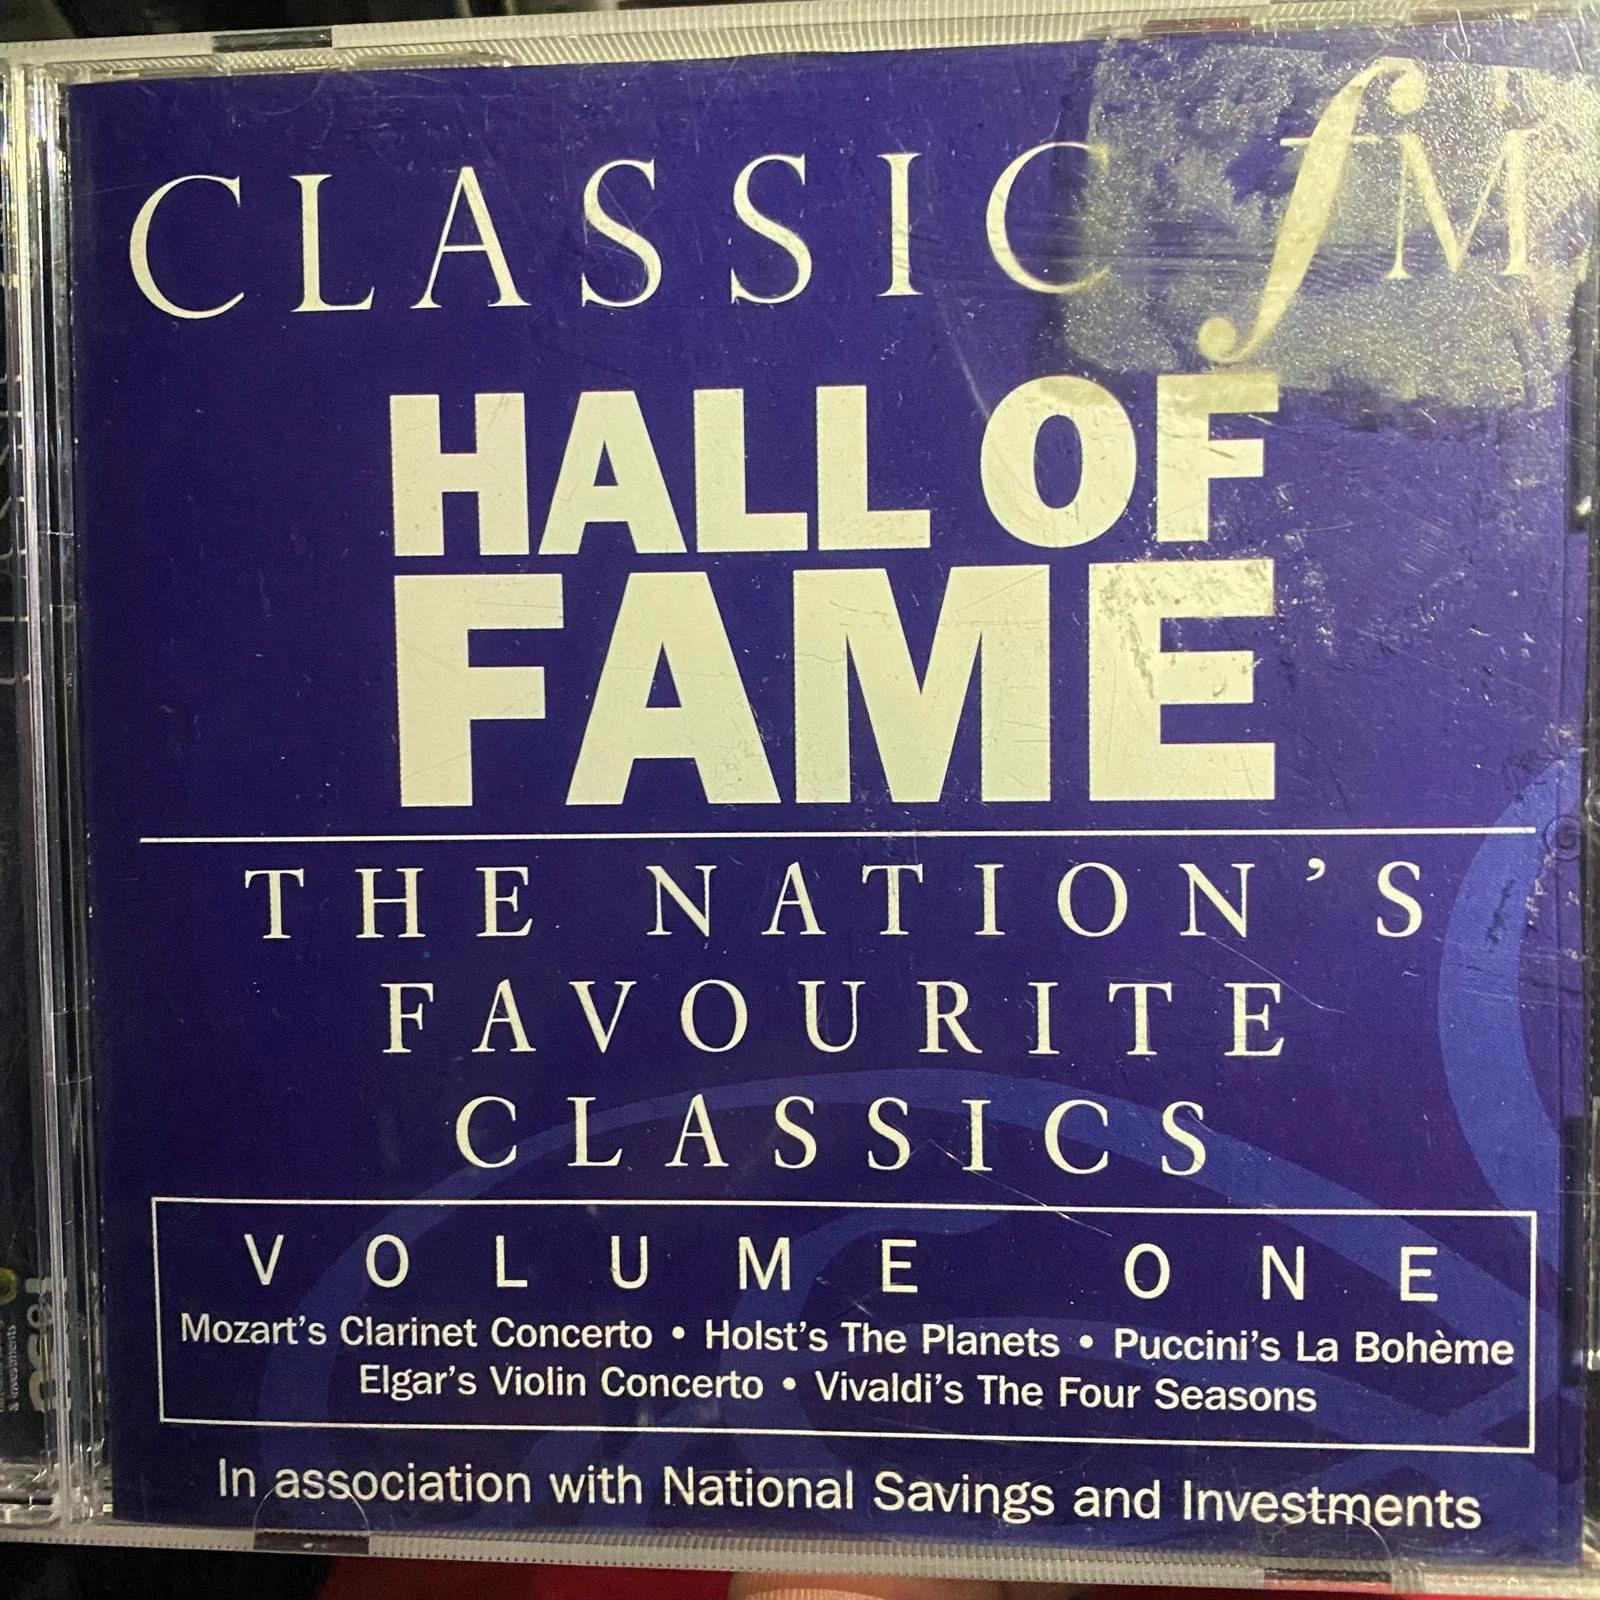 CLASSIC fM
HALL OF
FAME
THE NATION'S
FAVOURITE
CLASSICS
VOLUME ONE
Mozart's Clarinet Concerto • Holst's The Planets • Puccini's La Bohème
Elgar's Violin Concerto • Vivaldi's The Four Seasons
In association with National Savings and Investments